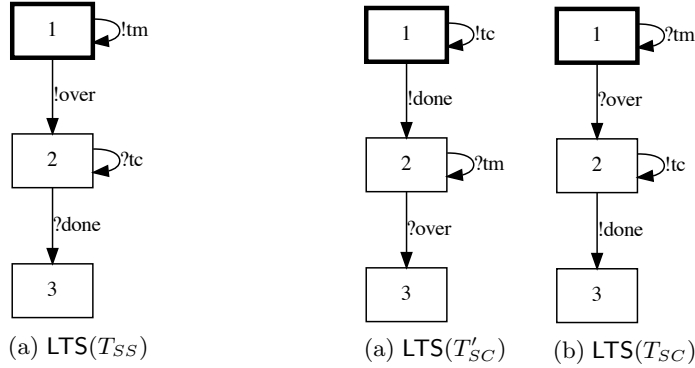 1
!tm
!over
2
?tc
?done
3
(a) LTS(T_SS)
1
!tc
!done
2
?tm
?over
3
(a) LTS(T'_SC)
1
?tm
?over
2
!tc
!done
3
(b) LTS(T_SC)